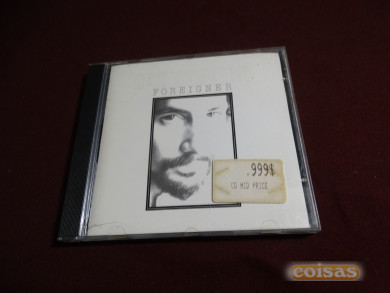 FOREIGNER
.999$
CD MID PRICE
coisas